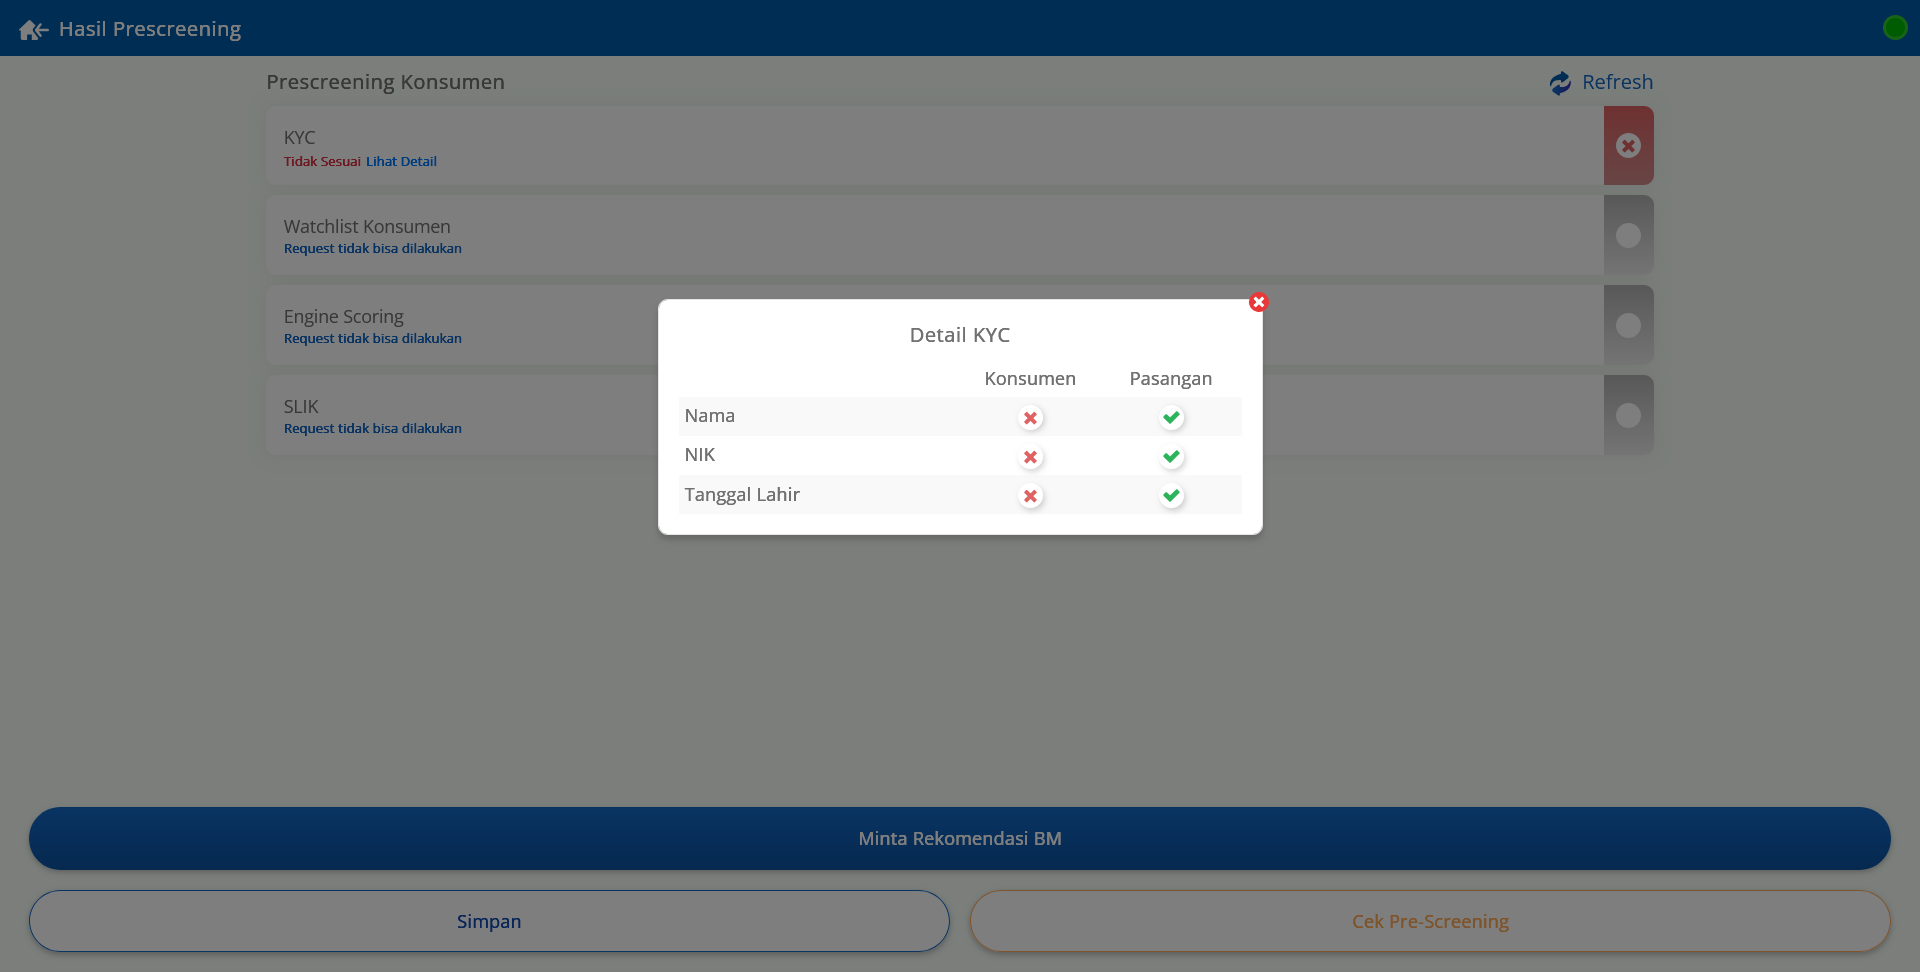 Hasil Prescreening
Prescreening Konsumen
Refresh
KYC
Tidak Sesuai Lihat Detail
Watchlist Konsumen
Request tidak bisa dilakukan
Engine Scoring
Request tidak bisa dilakukan
SLIK
Request tidak bisa dilakukan
Detail KYC
Konsumen Pasangan
Nama
NIK
Tanggal Lahir
Minta Rekomendasi BM
Simpan
Cek Pre-Screening